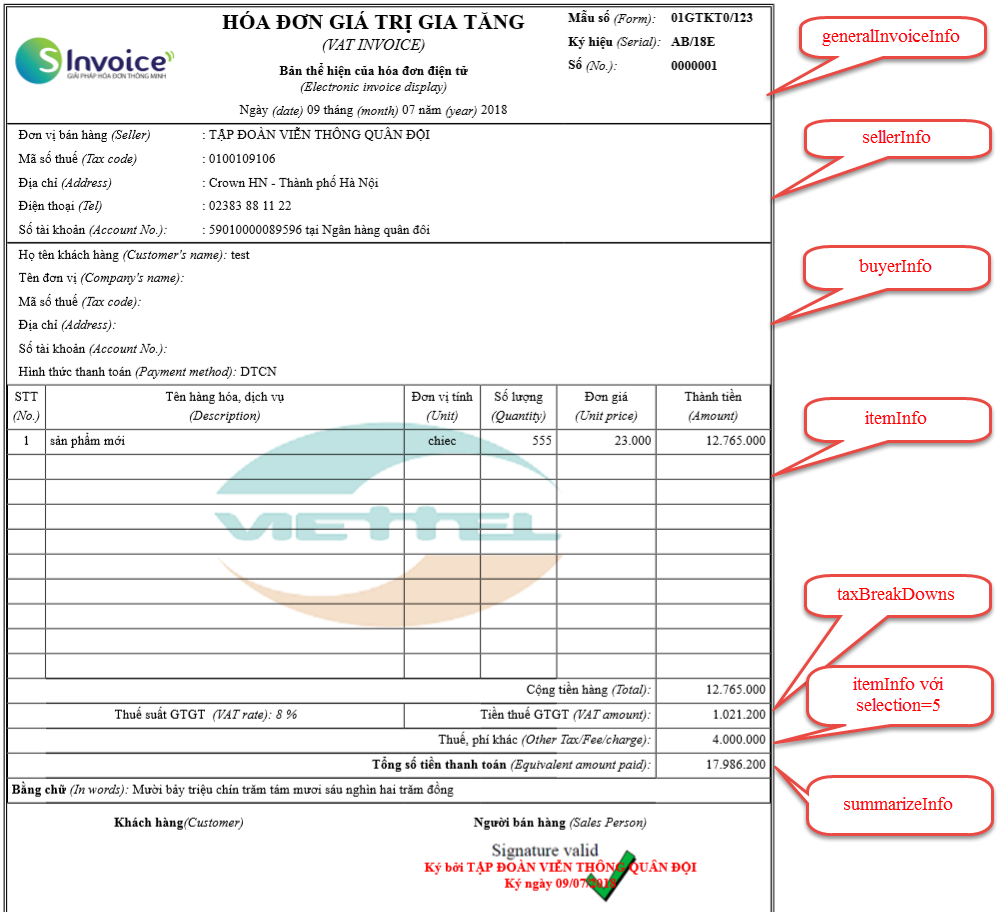 HÓA ĐƠN GIÁ TRỊ GIA TĂNG
(VAT INVOICE)
Bản thể hiện của hóa đơn điện tử
(Electronic invoice display)
Ngày (date) 09 tháng (month) 07 năm (year) 2018
Mẫu số (Form): 01GTKT0/123
Ký hiệu (Serial): AB/18E
Số (No.): 0000001
S Invoice
GIẢI PHÁP HÓA ĐƠN THÔNG MINH
generalInvoiceInfo
Đơn vị bán hàng (Seller) : TẬP ĐOÀN VIỄN THÔNG QUÂN ĐỘI
Mã số thuế (Tax code) : 0100109106
Địa chỉ (Address) : Crown HN - Thành phố Hà Nội
Điện thoại (Tel) : 02383 88 11 22
Số tài khoản (Account No.): : 59010000089596 tại Ngân hàng quân đôi
sellerInfo
Họ tên khách hàng (Customer's name): test
Tên đơn vị (Company's name):
Mã số thuế (Tax code):
Địa chỉ (Address):
Số tài khoản (Account No.):
Hình thức thanh toán (Payment method): DTCN
buyerInfo
STT Tên hàng hóa, dịch vụ Đơn vị tính Số lượng Đơn giá Thành tiền
(No.) (Description) (Unit) (Quantity) (Unit price) (Amount)
1 sản phẩm mới chiec 555 23.000 12.765.000
itemInfo
VIETTEL
Cộng tiền hàng (Total): 12.765.000
Thuế suất GTGT (VAT rate): 8 % Tiền thuế GTGT (VAT amount): 1.021.200
taxBreakDowns
Thuế, phí khác (Other Tax/Fee/charge): 4.000.000
itemInfo với
selection=5
Tổng số tiền thanh toán (Equivalent amount paid): 17.986.200
summarizeInfo
Bằng chữ (In words): Mười bảy triệu chín trăm tám mươi sáu nghìn hai trăm đồng
Khách hàng(Customer) Người bán hàng (Sales Person)
Signature valid
Ký bởi TẬP ĐOÀN VIỄN THÔNG QUÂN ĐỘI
Ký ngày 09/07/2018